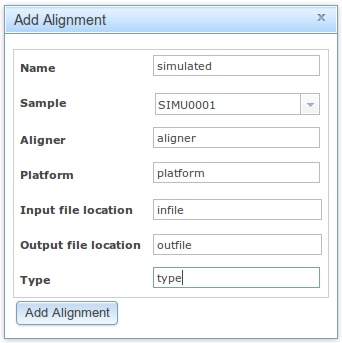 Add Alignment x
Name simulated
Sample SIMU0001
Aligner aligner
Platform platform
Input file location infile
Output file location outfile
Type type
Add Alignment